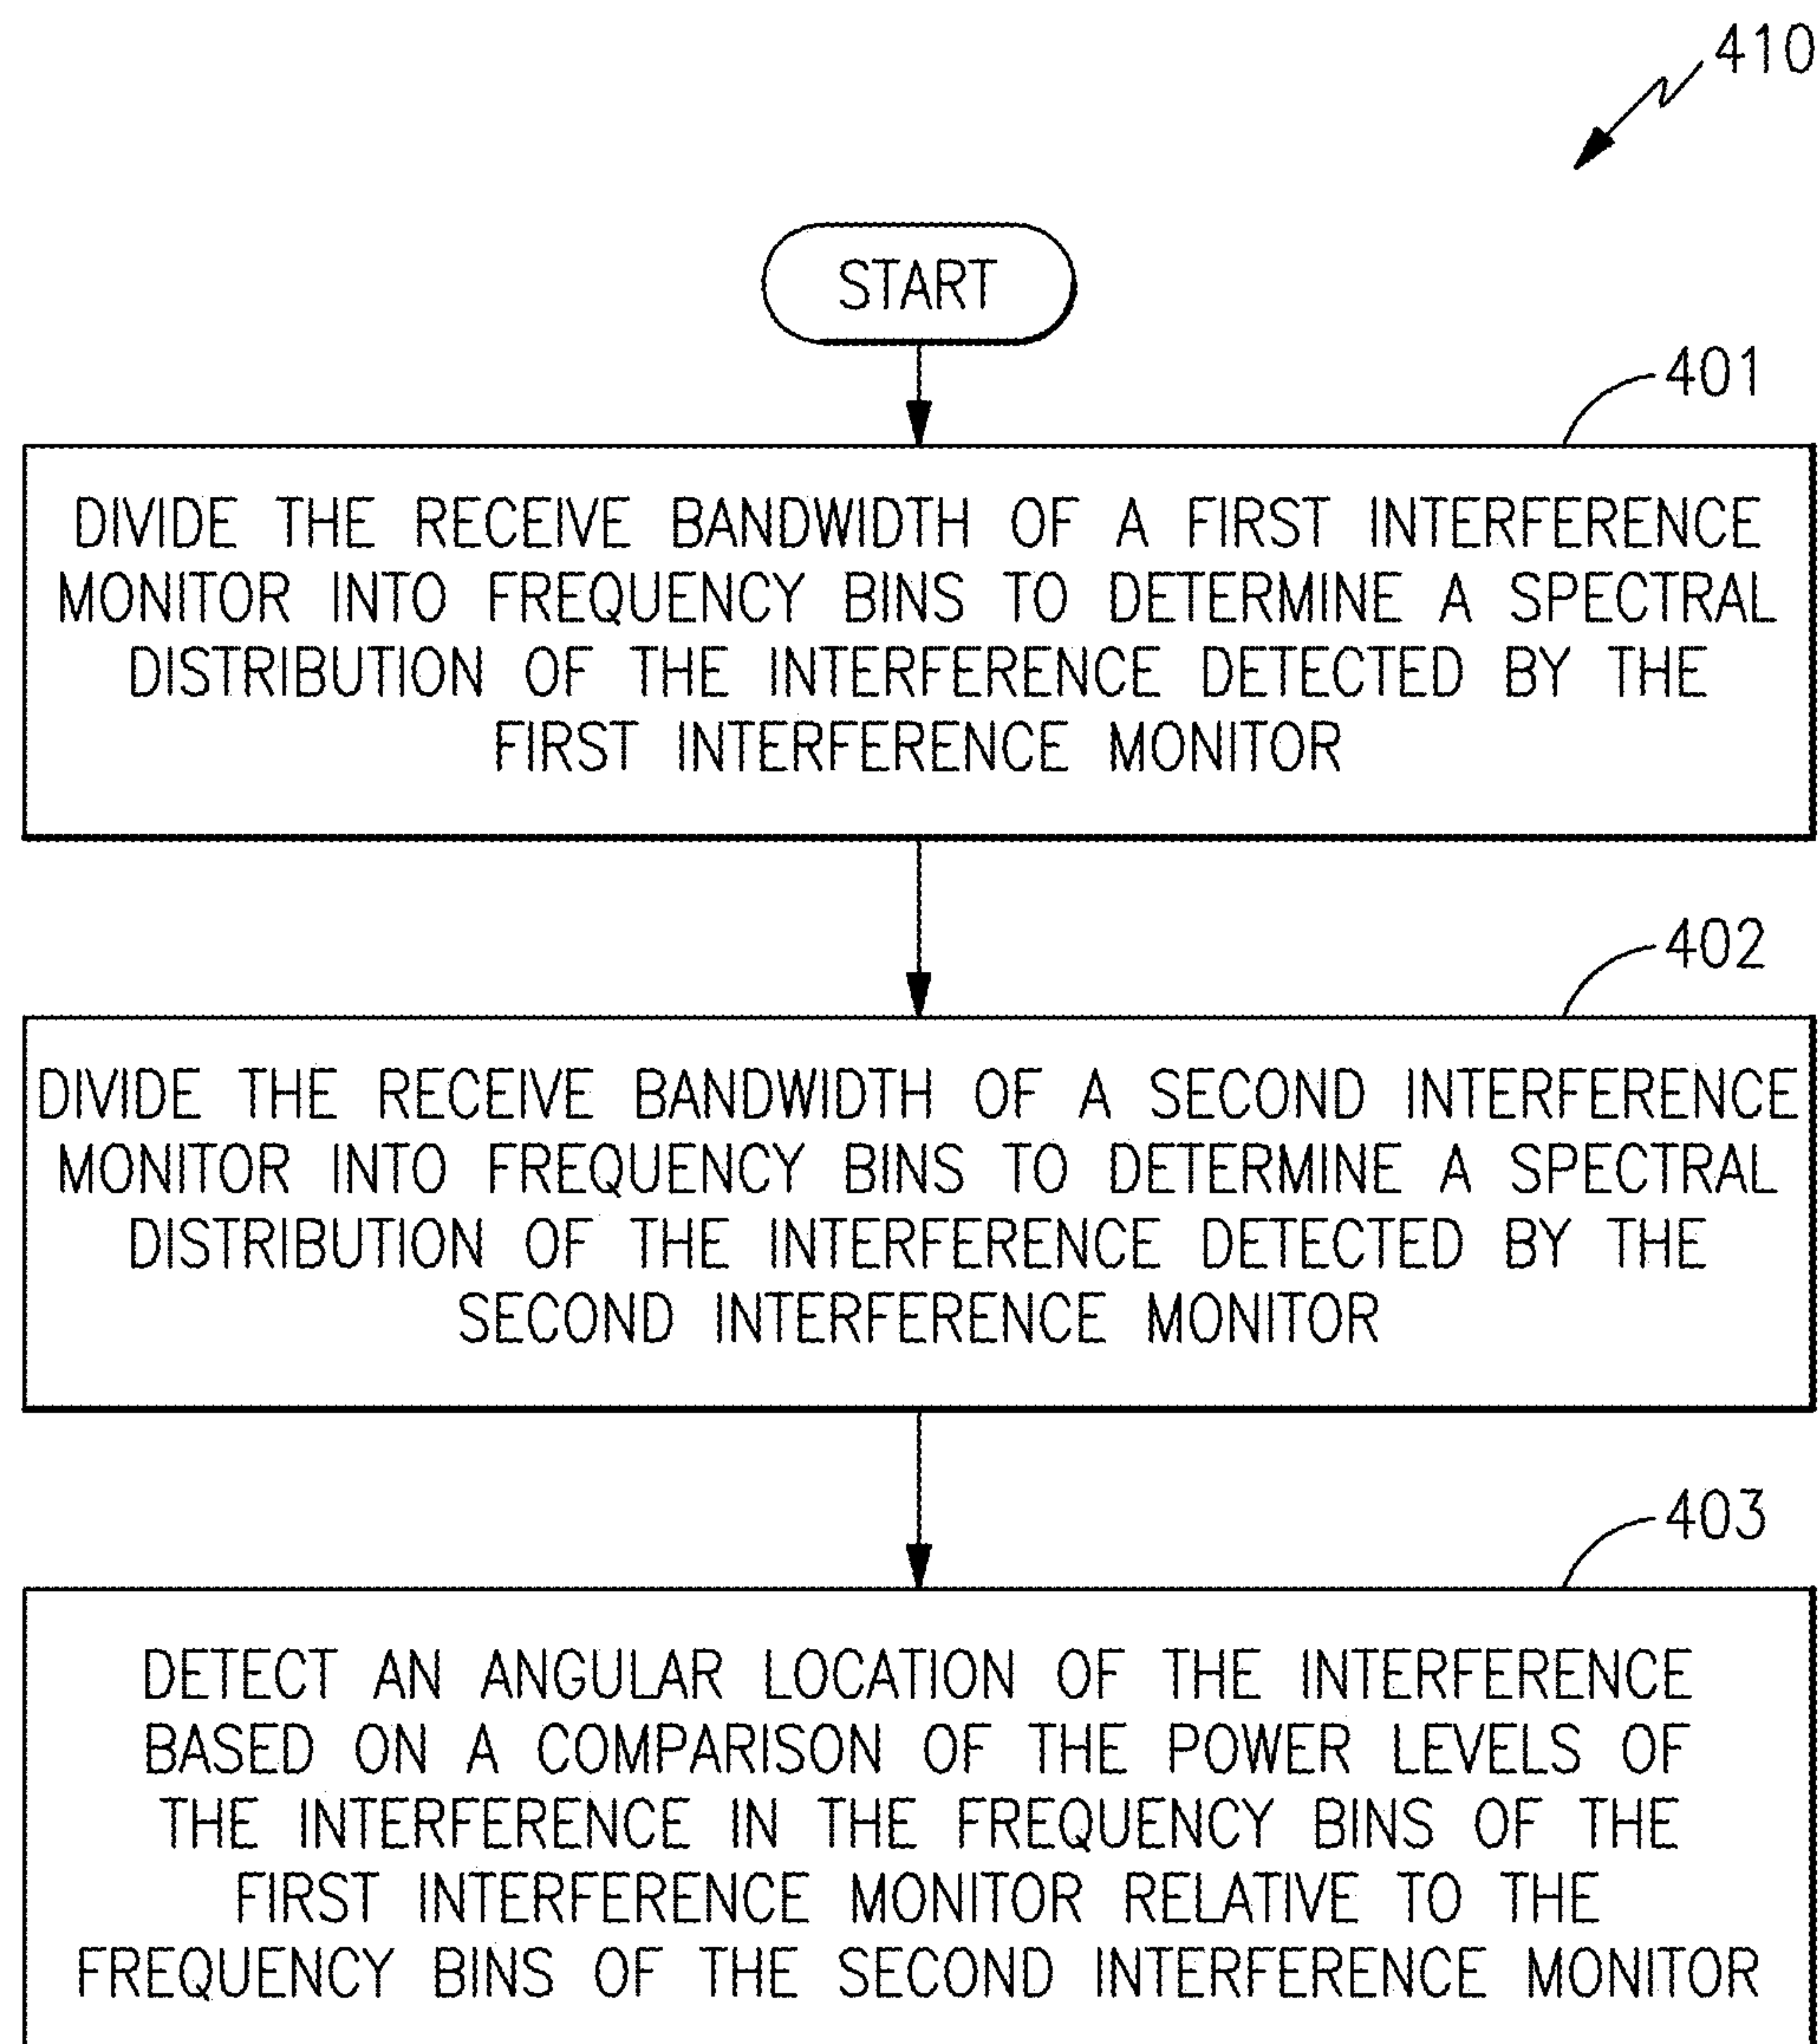 410
START
401
DIVIDE THE RECEIVE BANDWIDTH OF A FIRST INTERFERENCE
MONITOR INTO FREQUENCY BINS TO DETERMINE A SPECTRAL
DISTRIBUTION OF THE INTERFERENCE DETECTED BY THE
FIRST INTERFERENCE MONITOR
402
DIVIDE THE RECEIVE BANDWIDTH OF A SECOND INTERFERENCE
MONITOR INTO FREQUENCY BINS TO DETERMINE A SPECTRAL
DISTRIBUTION OF THE INTERFERENCE DETECTED BY THE
SECOND INTERFERENCE MONITOR
403
DETECT AN ANGULAR LOCATION OF THE INTERFERENCE
BASED ON A COMPARISON OF THE POWER LEVELS OF
THE INTERFERENCE IN THE FREQUENCY BINS OF THE
FIRST INTERFERENCE MONITOR RELATIVE TO THE
FREQUENCY BINS OF THE SECOND INTERFERENCE MONITOR